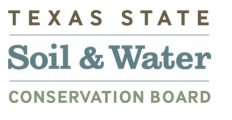 TEXAS STATE
Soil & Water
CONSERVATION BOARD